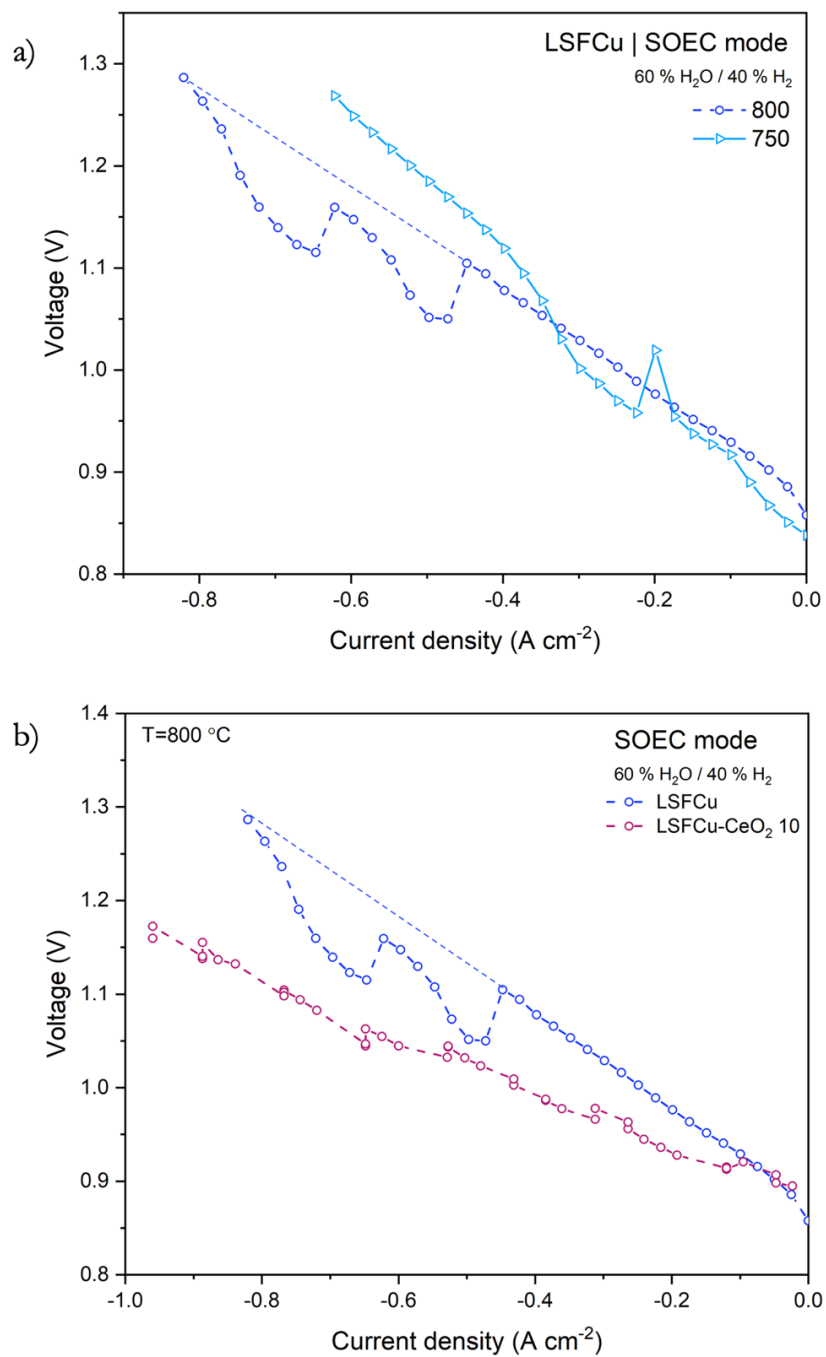 a)
LSFCu | SOEC mode
60 % H₂O / 40 % H₂
800
750
1.3
1.2
1.1
1.0
0.9
0.8
Voltage (V)
-0.8
-0.6
-0.4
-0.2
0.0
Current density (A cm⁻²)
b)
T=800 °C
SOEC mode
60 % H₂O / 40 % H₂
LSFCu
LSFCu-CeO₂ 10
1.4
1.3
1.2
1.1
1.0
0.9
0.8
Voltage (V)
-1.0
-0.8
-0.6
-0.4
-0.2
0.0
Current density (A cm⁻²)